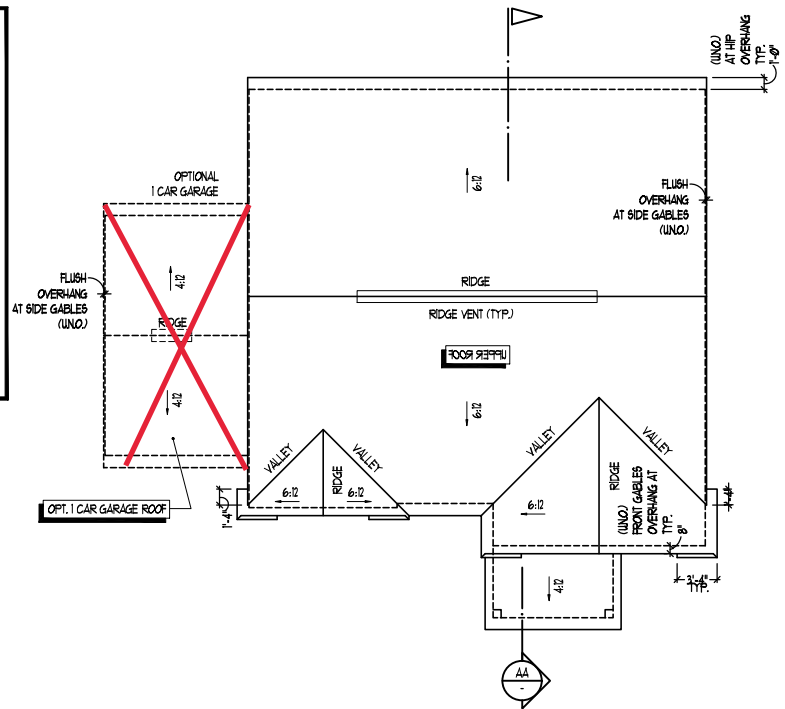 (U.N.O.)
AT HIP
OVERHANG
TYP.
1'-0"
OPTIONAL
1 CAR GARAGE
6:12
FLUSH
OVERHANG
AT SIDE GABLES
(U.N.O.)
FLUSH
OVERHANG
AT SIDE GABLES
(U.N.O.)
4:12
RIDGE
RIDGE
RIDGE VENT (TYP.)
UPPER ROOF
4:12
6:12
VALLEY
VALLEY
RIDGE
6:12
6:12
VALLEY
VALLEY
RIDGE
6:12
(U.N.O.)
FRONT GABLES
OVERHANG AT
TYP.
8"
1'-4"
OPT. 1 CAR GARAGE ROOF
3'-4"
TYP.
4:12
AA
-